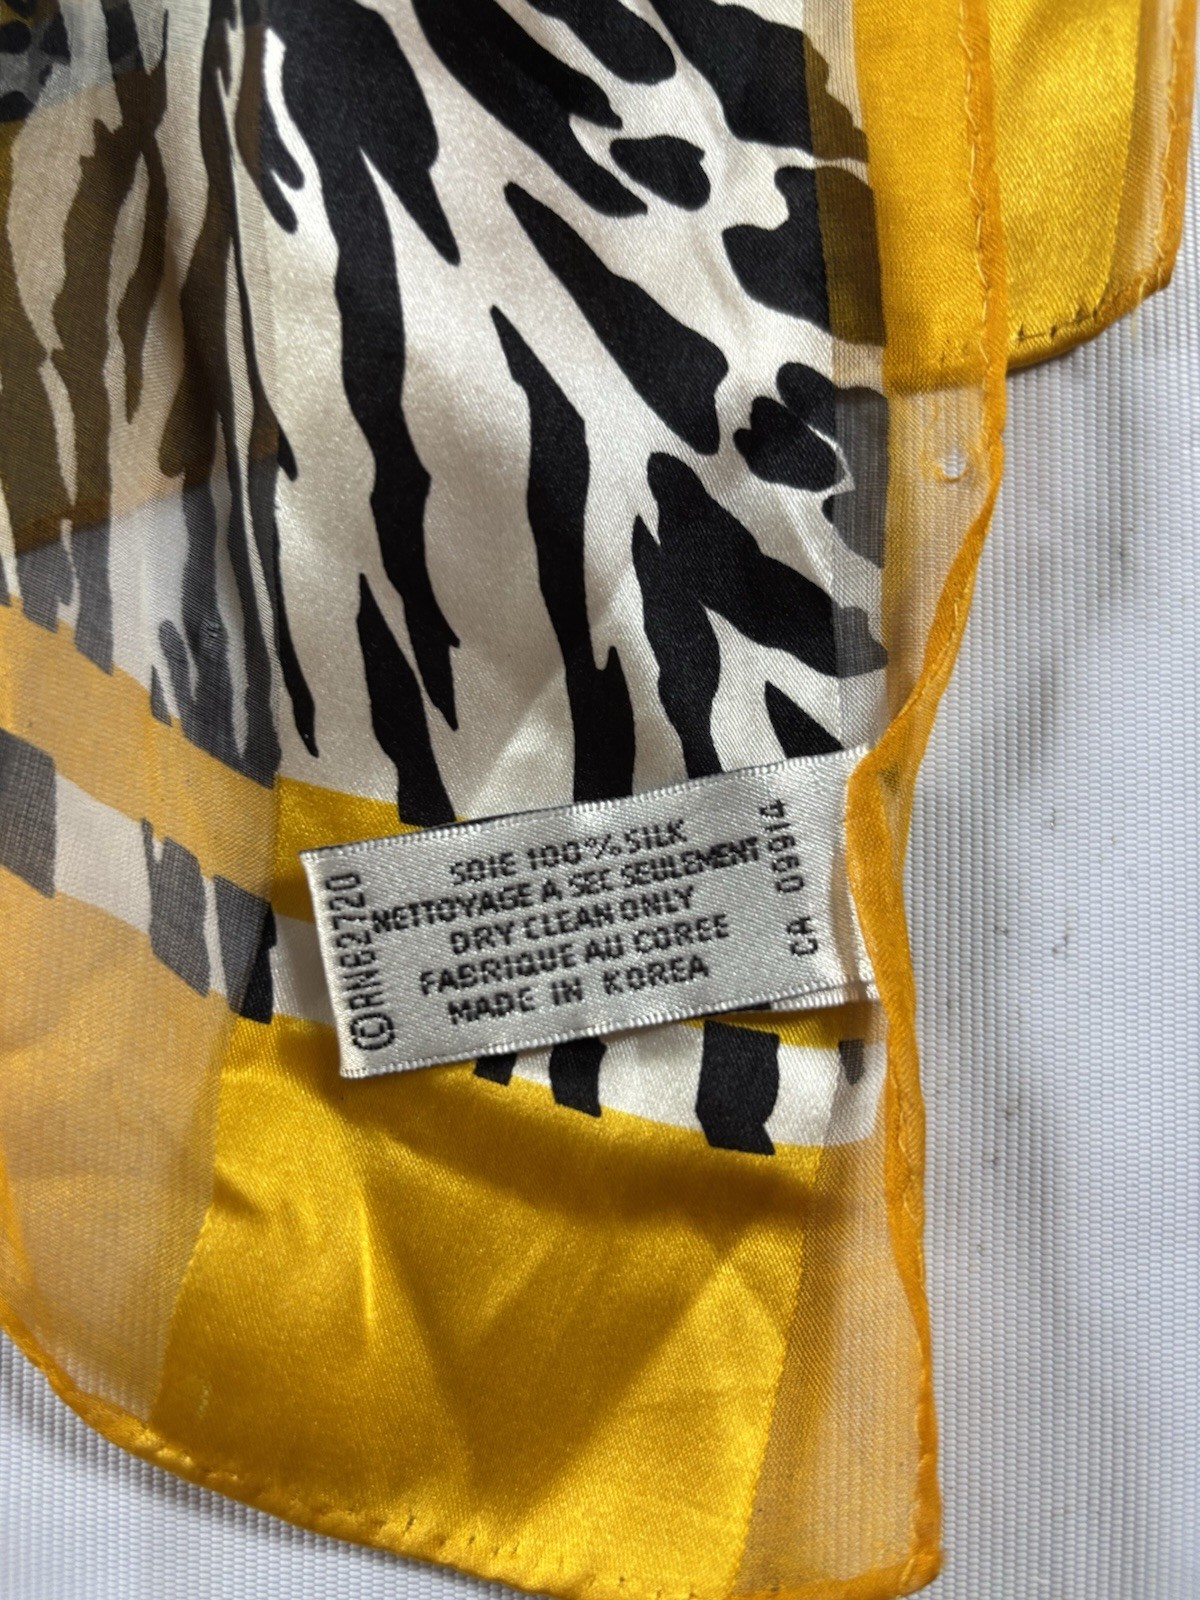 SOIE 100% SILK
NETTOYAGE A SEC SEULEMENT
DRY CLEAN ONLY
FABRIQUE AU COREE
MADE IN KOREA
©RN62720
CA 09914